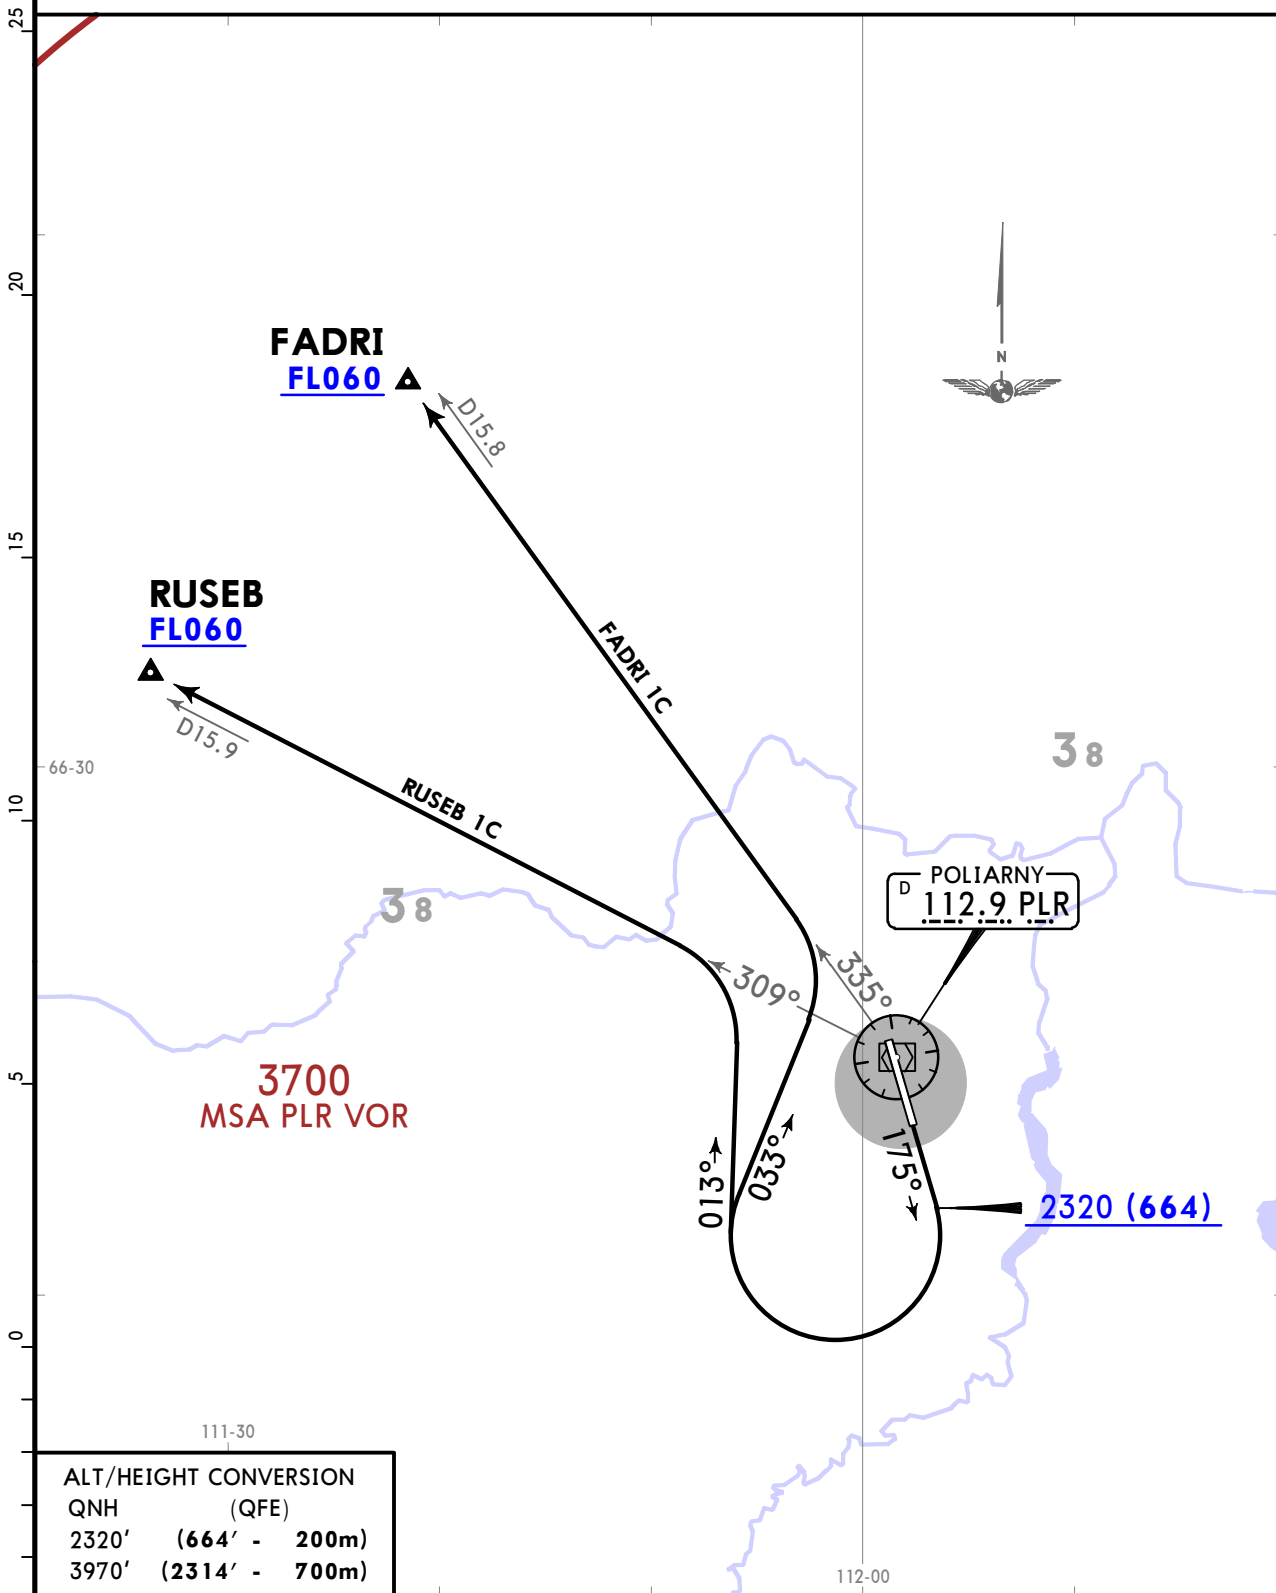 25
20
15
10
5
0
N
FADRI
FL060
D15.8
RUSEB
FL060
D15.9
FADRI 1C
RUSEB 1C
66-30
38
38
POLIARNY
D 112.9 PLR
309°
335°
3700
MSA PLR VOR
013°
033°
175°
2320 (664)
111-30
112-00
ALT/HEIGHT CONVERSION
QNH (QFE)
2320' (664' - 200m)
3970' (2314' - 700m)